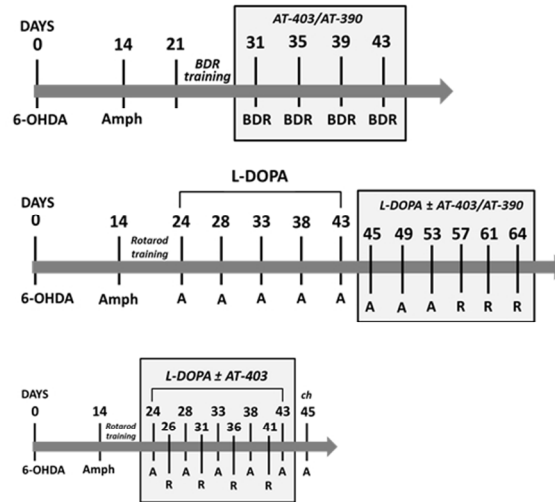 DAYS
AT-403/AT-390
0 14 21 31 35 39 43
BDR
training
6-OHDA Amph BDR BDR BDR BDR
L-DOPA
DAYS
L-DOPA ± AT-403/AT-390
0 14 24 28 33 38 43 45 49 53 57 61 64
Rotarod
training
6-OHDA Amph A A A A A A A A R R R
L-DOPA ± AT-403
DAYS
ch
0 14 24 28 33 38 43 45
26 31 36 41
Rotarod
training
6-OHDA Amph A A A A A A
R R R R